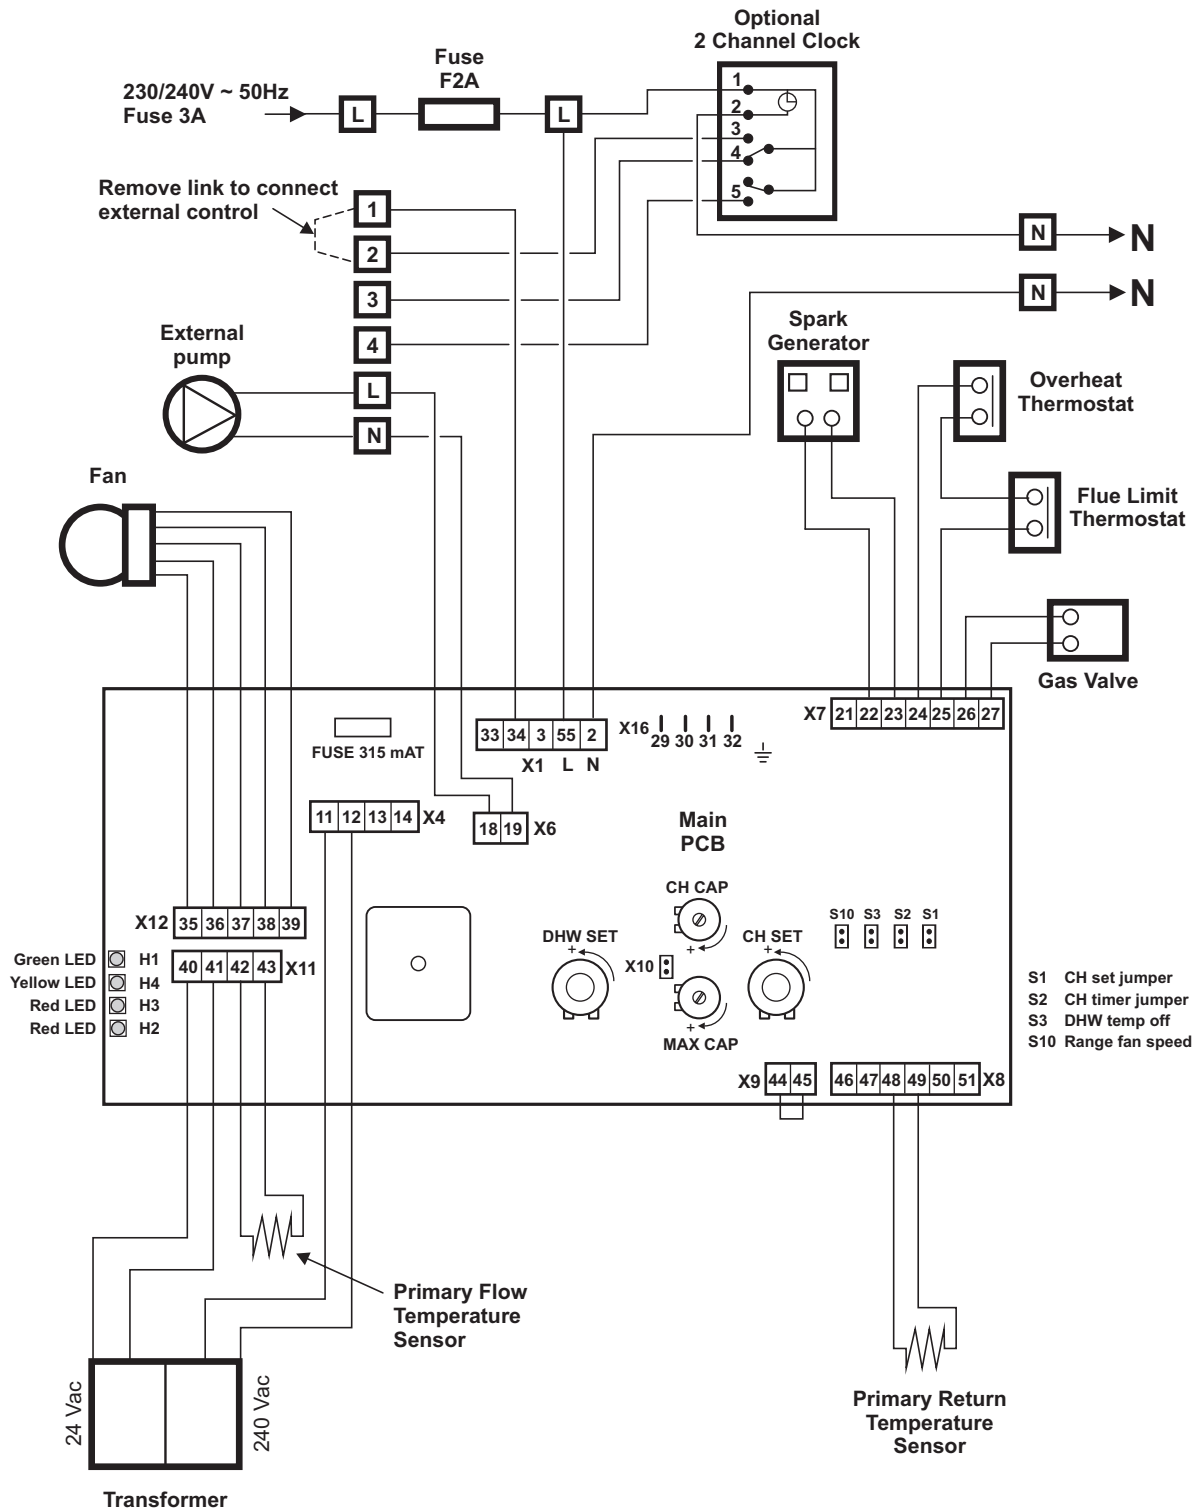 Optional
2 Channel Clock
Fuse
F2A
230/240V ~ 50Hz
Fuse 3A
L
L
1
2
3
4
5
Remove link to connect
external control
1
2
3
4
L
N
N
N
N
N
External
pump
Spark
Generator
Overheat
Thermostat
Fan
Flue Limit
Thermostat
Gas Valve
FUSE 315 mAT
33 34 3 55 2
X1 L N
X16
29 30 31 32
X7 21 22 23 24 25 26 27
11 12 13 14 X4
18 19 X6
Main
PCB
CH CAP
X12 35 36 37 38 39
40 41 42 43 X11
Green LED H1
Yellow LED H4
Red LED H3
Red LED H2
DHW SET
+
X10
+
CH SET
+
MAX CAP
+
S10 S3 S2 S1
S1 CH set jumper
S2 CH timer jumper
S3 DHW temp off
S10 Range fan speed
X9 44 45
46 47 48 49 50 51 X8
Primary Flow
Temperature
Sensor
24 Vac
240 Vac
Transformer
Primary Return
Temperature
Sensor